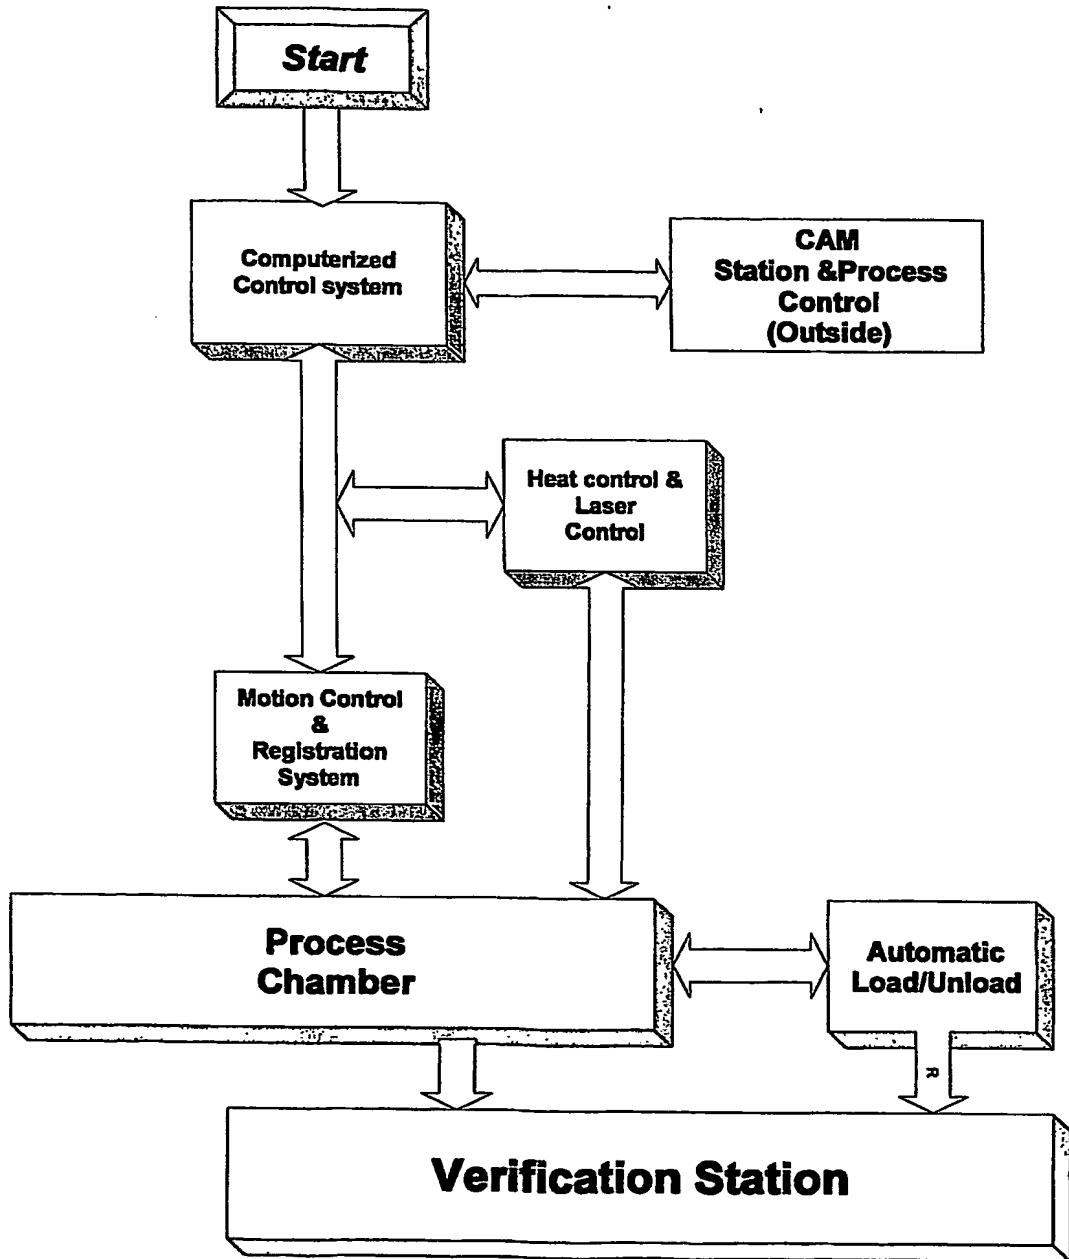 Start
Computerized
Control system
CAM
Station &Process
Control
(Outside)
Heat control &
Laser
Control
Motion Control
&
Registration
System
Process
Chamber
Automatic
Load/Unload
R
Verification Station